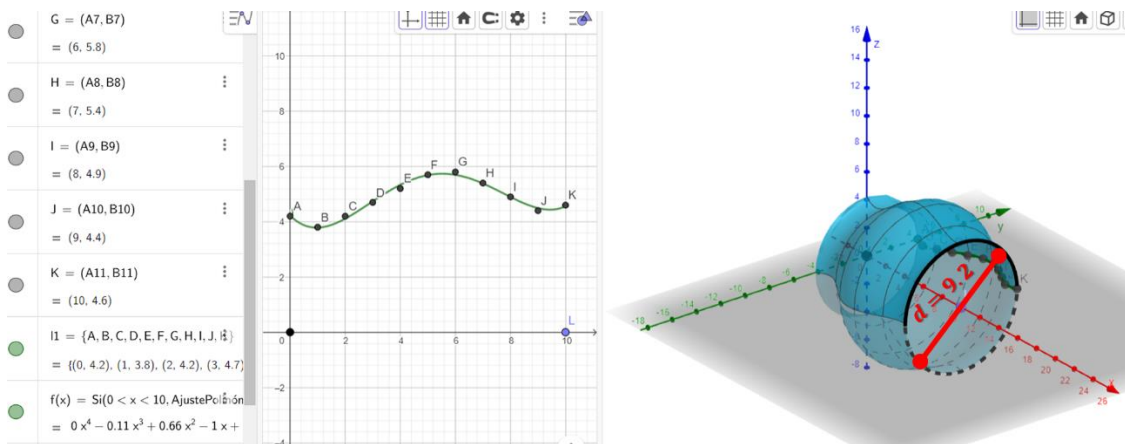 G = (A7, B7)
= (6, 5.8)
H = (A8, B8)
= (7, 5.4)
I = (A9, B9)
= (8, 4.9)
J = (A10, B10)
= (9, 4.4)
K = (A11, B11)
= (10, 4.6)
l1 = {A, B, C, D, E, F, G, H, I, J,
= {(0, 4.2), (1, 3.8), (2, 4.2), (3, 4.7)
f(x) = Si(0 < x < 10,
= 0 x⁴ − 0.11 x³ + 0.66 x² − 1 x +
10
8
6
4
2
0
−2
−4
2
4
6
8
10
A
B
C
D
E
F
G
H
I
J
K
L
16
14
12
10
8
6
4
-8
z
10
y
-4
-6
-8
-10
-12
-14
-16
-18
d = 9.2
K
16
18
20
22
24
26
x